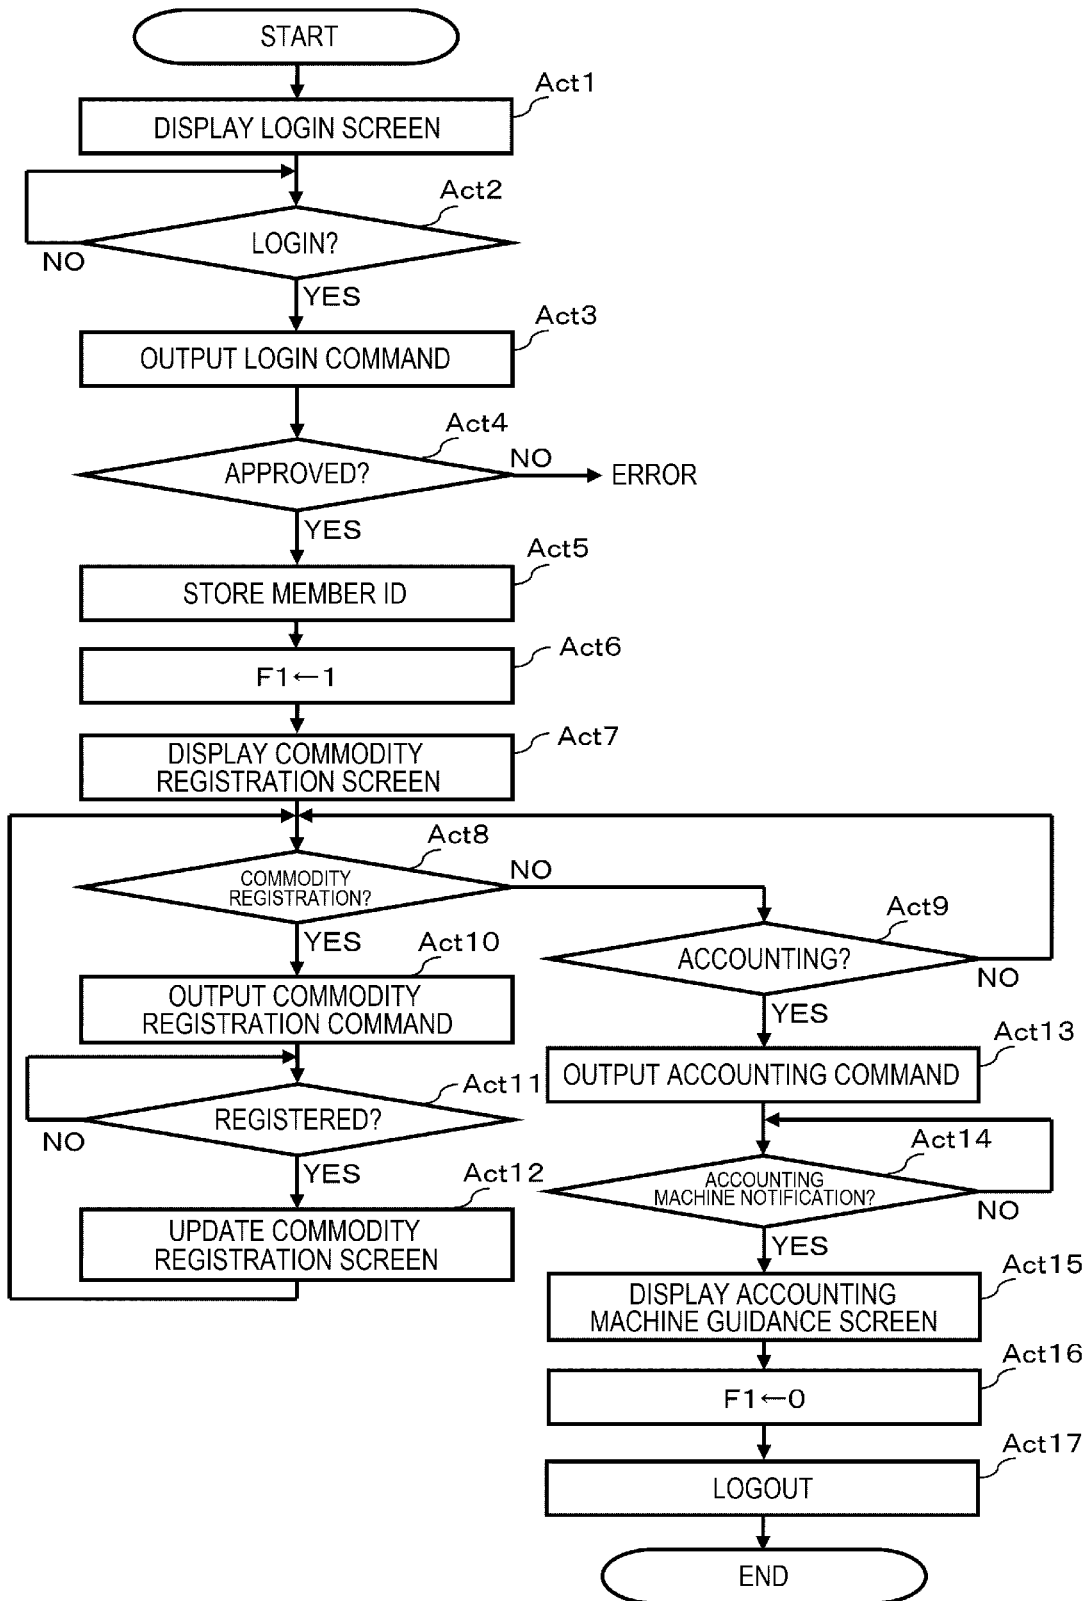 START
Act1
DISPLAY LOGIN SCREEN
Act2
LOGIN?
NO
YES
Act3
OUTPUT LOGIN COMMAND
Act4
APPROVED?
NO
ERROR
YES
Act5
STORE MEMBER ID
Act6
F1←1
Act7
DISPLAY COMMODITY
REGISTRATION SCREEN
Act8
COMMODITY
REGISTRATION?
NO
YES
Act9
ACCOUNTING?
NO
YES
Act10
OUTPUT COMMODITY
REGISTRATION COMMAND
Act11
REGISTERED?
NO
YES
Act12
UPDATE COMMODITY
REGISTRATION SCREEN
Act13
OUTPUT ACCOUNTING COMMAND
Act14
ACCOUNTING
MACHINE NOTIFICATION?
NO
YES
Act15
DISPLAY ACCOUNTING
MACHINE GUIDANCE SCREEN
Act16
F1←0
Act17
LOGOUT
END